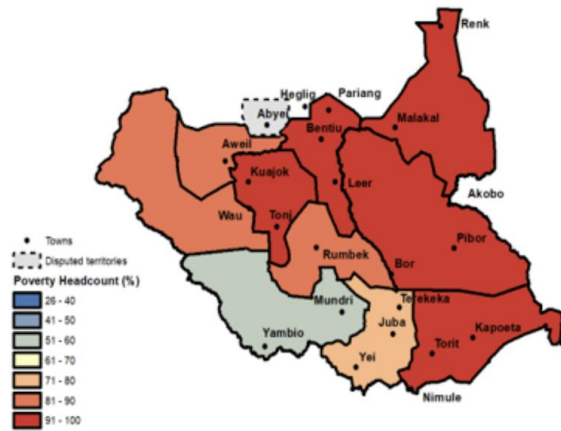 Renk
Heglig
Pariang
Abyei
Malakal
Bentiu
Aweil
Kuajok
Leer
Akobo
Wau
Tonj
Rumbek
Bor
Pibor
Mundri
Terekeka
Juba
Kapoeta
Yambio
Torit
Yei
Nimule
Towns
Disputed territories
Poverty Headcount (%)
26 - 40
41 - 50
51 - 60
61 - 70
71 - 80
81 - 90
91 - 100